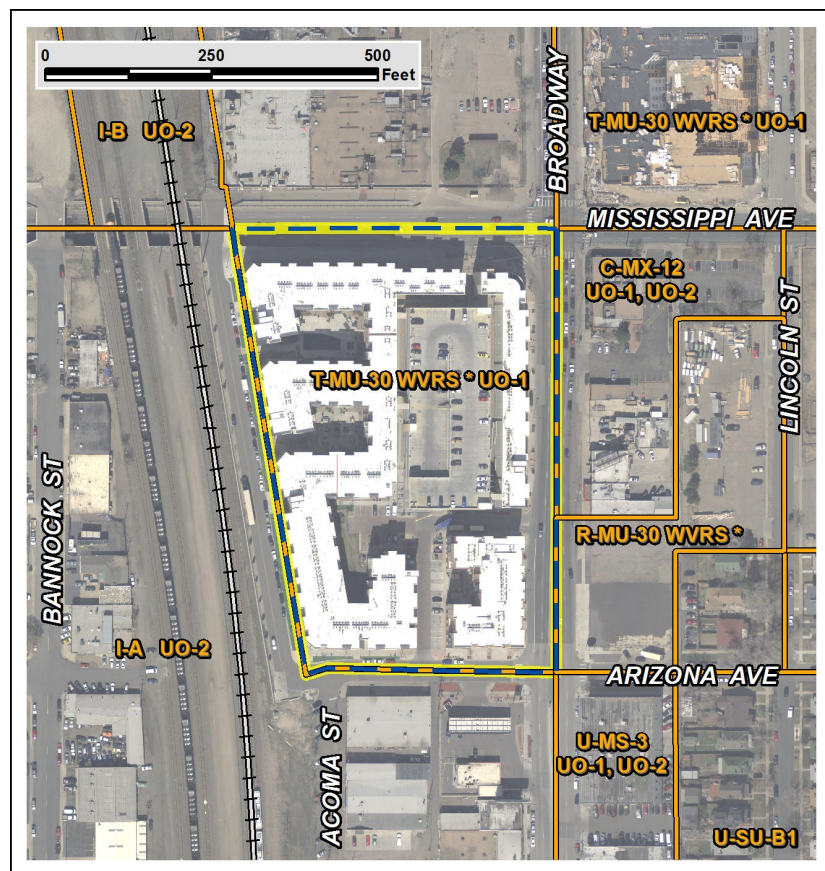 0 250 500
Feet
BROADWAY
I-B UO-2
T-MU-30 WVRS * UO-1
MISSISSIPPI AVE
C-MX-12
UO-1, UO-2
LINCOLN ST
T-MU-30 WVRS * UO-1
BANNOCK ST
R-MU-30 WVRS *
I-A UO-2
ARIZONA AVE
ACOMA ST
U-MS-3
UO-1, UO-2
U-SU-B1